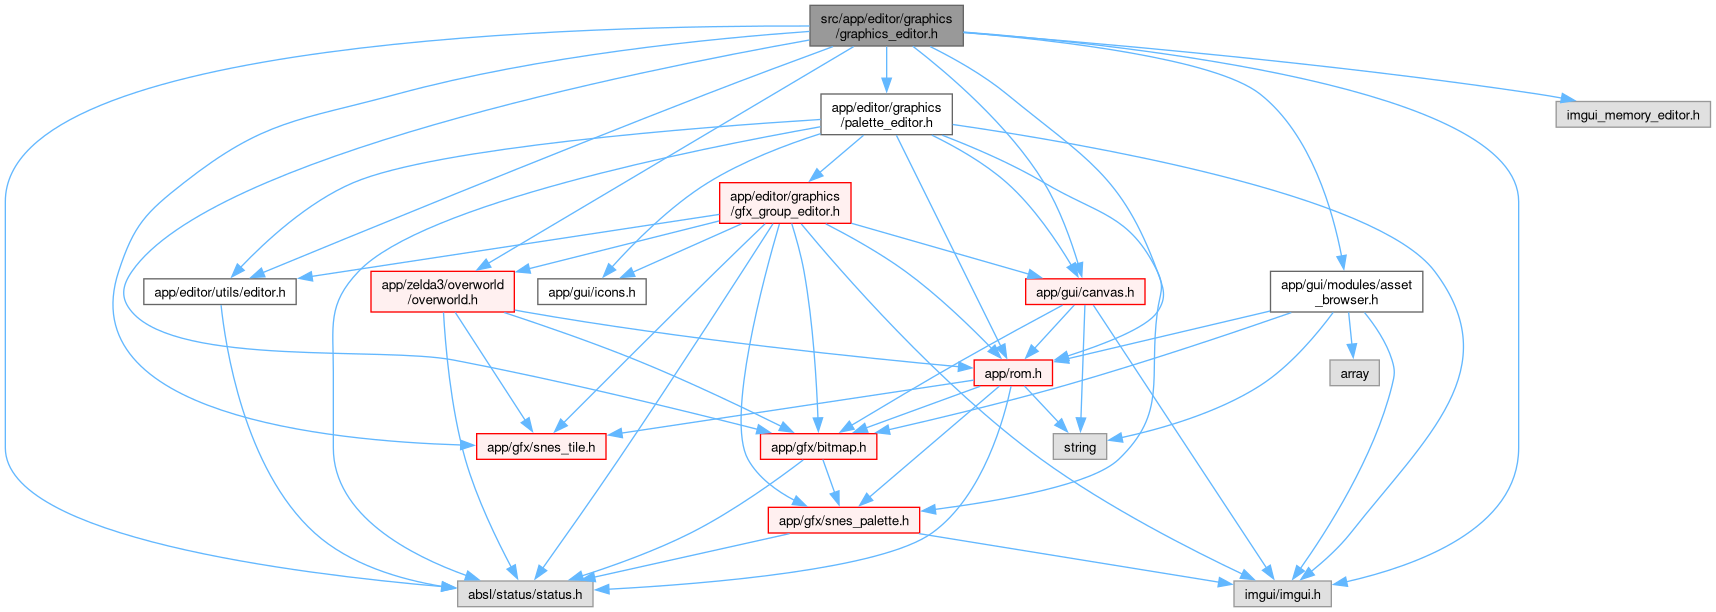 src/app/editor/graphics
/graphics_editor.h
app/editor/graphics
/palette_editor.h
imgui_memory_editor.h
app/editor/graphics
/gfx_group_editor.h
app/editor/utils/editor.h
app/zelda3/overworld
/overworld.h
app/gui/icons.h
app/gui/canvas.h
app/gui/modules/asset
_browser.h
app/rom.h
array
app/gfx/snes_tile.h
app/gfx/bitmap.h
string
app/gfx/snes_palette.h
absl/status/status.h
imgui/imgui.h